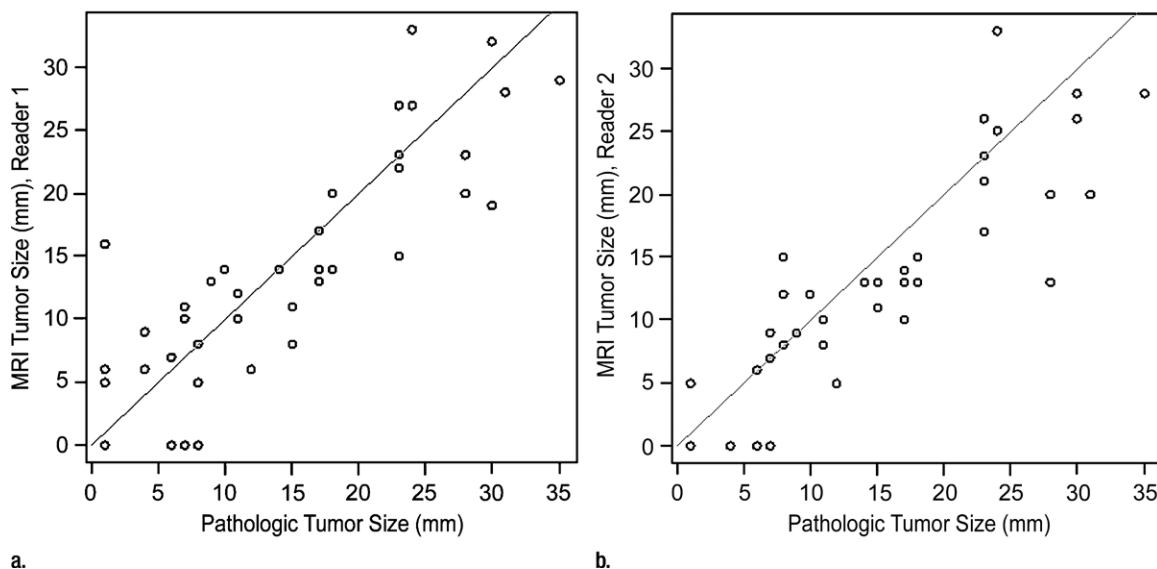 MRI Tumor Size (mm), Reader 1
30
25
20
15
10
5
0
0 5 10 15 20 25 30 35
Pathologic Tumor Size (mm)
a.
MRI Tumor Size (mm), Reader 2
30
25
20
15
10
5
0
0 5 10 15 20 25 30 35
Pathologic Tumor Size (mm)
b.